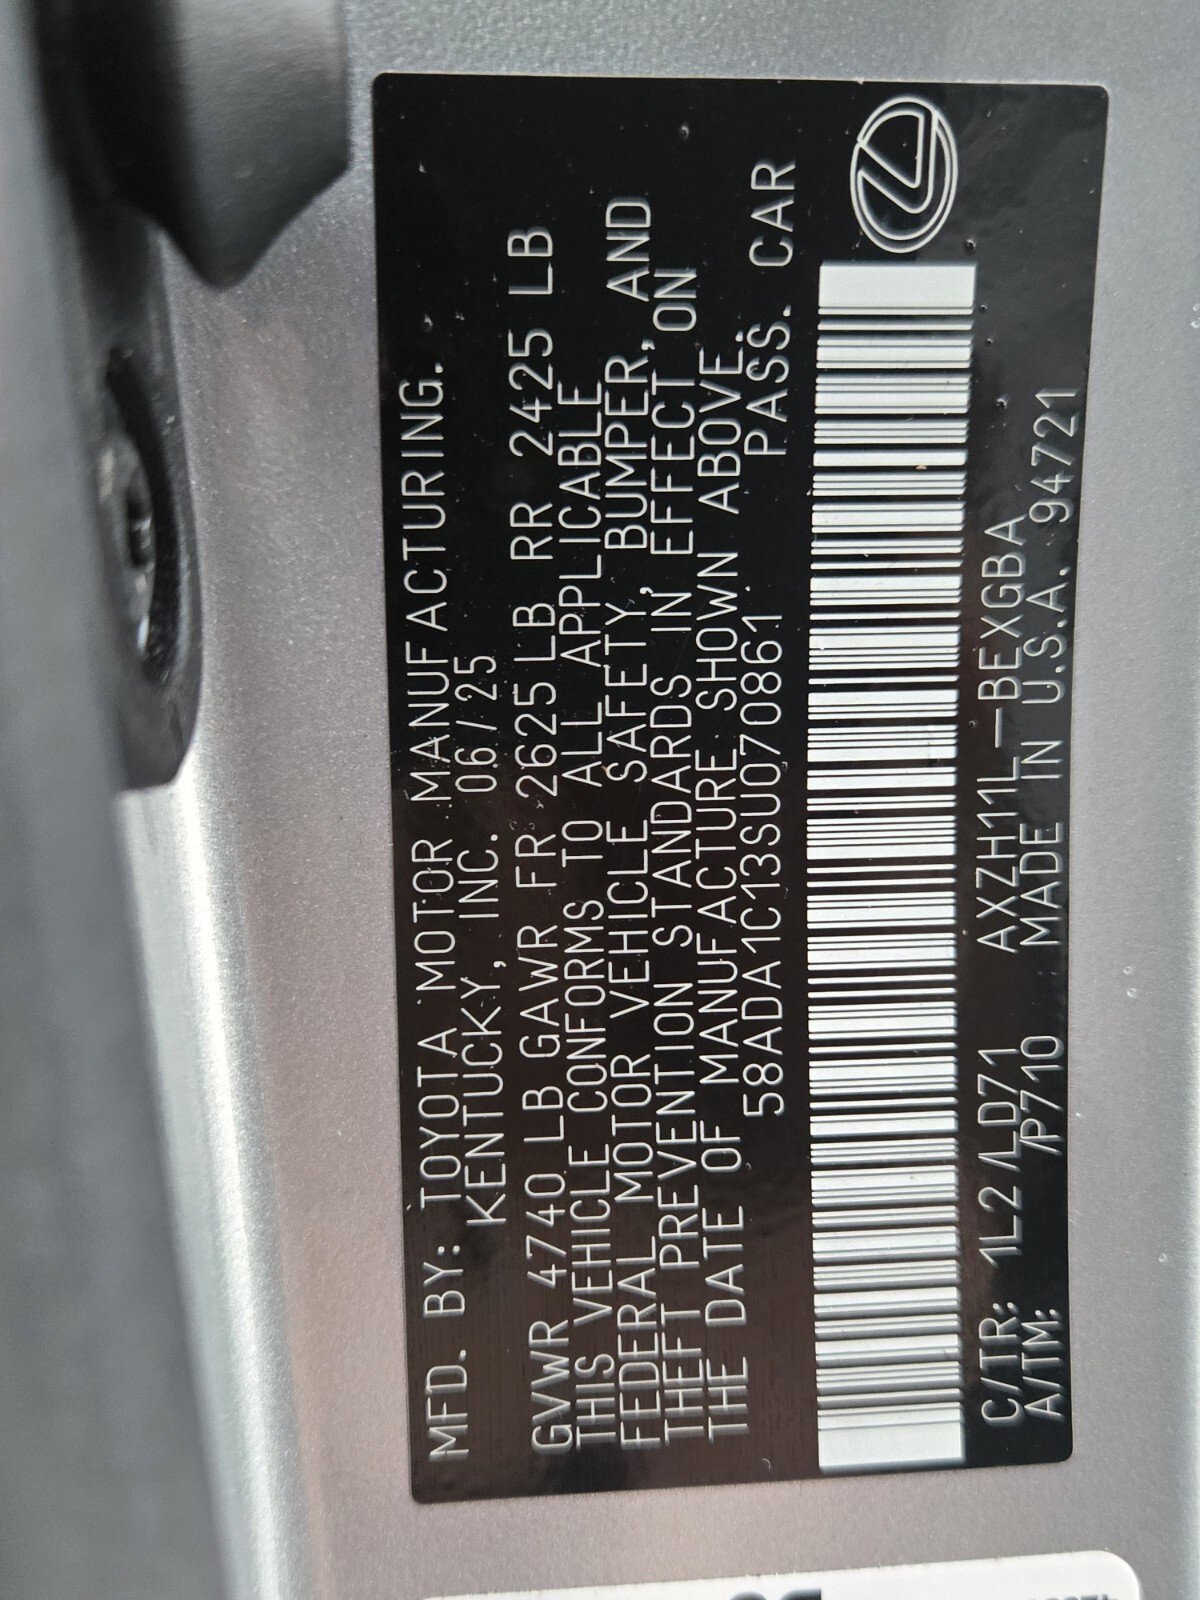 MFD. BY: TOYOTA MOTOR MANUFACTURING.
KENTUCKY, INC. 06/25
GVWR 4740 LB GAWR FR 2625LB RR 2425 LB
THIS VEHICLE CONFORMS TO ALL APPLICABLE
FEDERAL MOTOR VEHICLE SAFETY, BUMPER, AND
THEFT PREVENTION STANDARDS IN EFFECT ON
THE DATE OF MANUFACTURE SHOWN ABOVE.
58ADA1C13SU070861 PASS. CAR
C/TR: 1L2/LD71 AXZH11L-BEXGBA
A/TM: /P710 MADE IN U.S.A. 94721